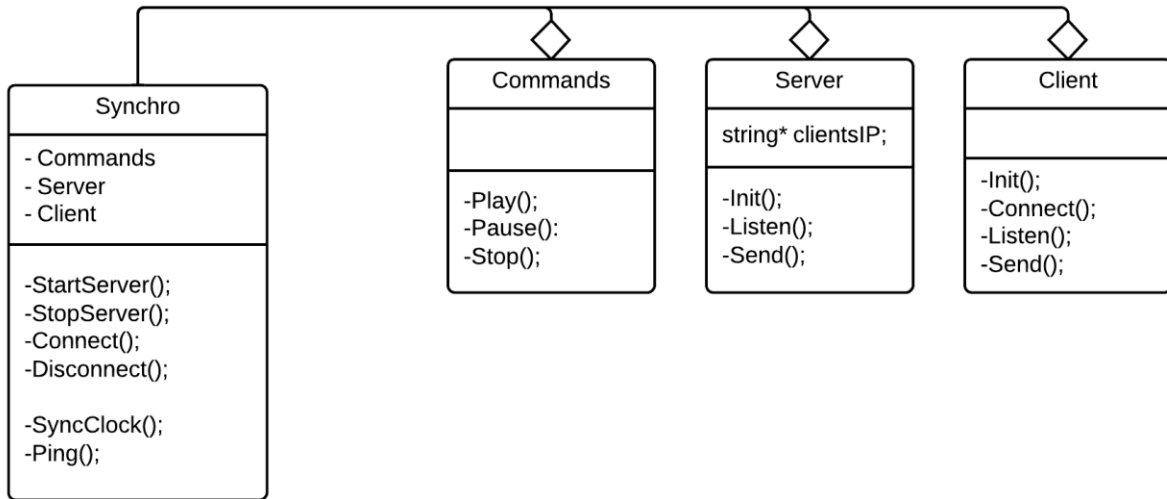 Synchro
- Commands
- Server
- Client
-StartServer();
-StopServer();
-Connect();
-Disconnect();
-SyncClock();
-Ping();
Commands
-Play();
-Pause():
-Stop();
Server
string* clientsIP;
-Init();
-Listen();
-Send();
Client
-Init();
-Connect();
-Listen();
-Send();